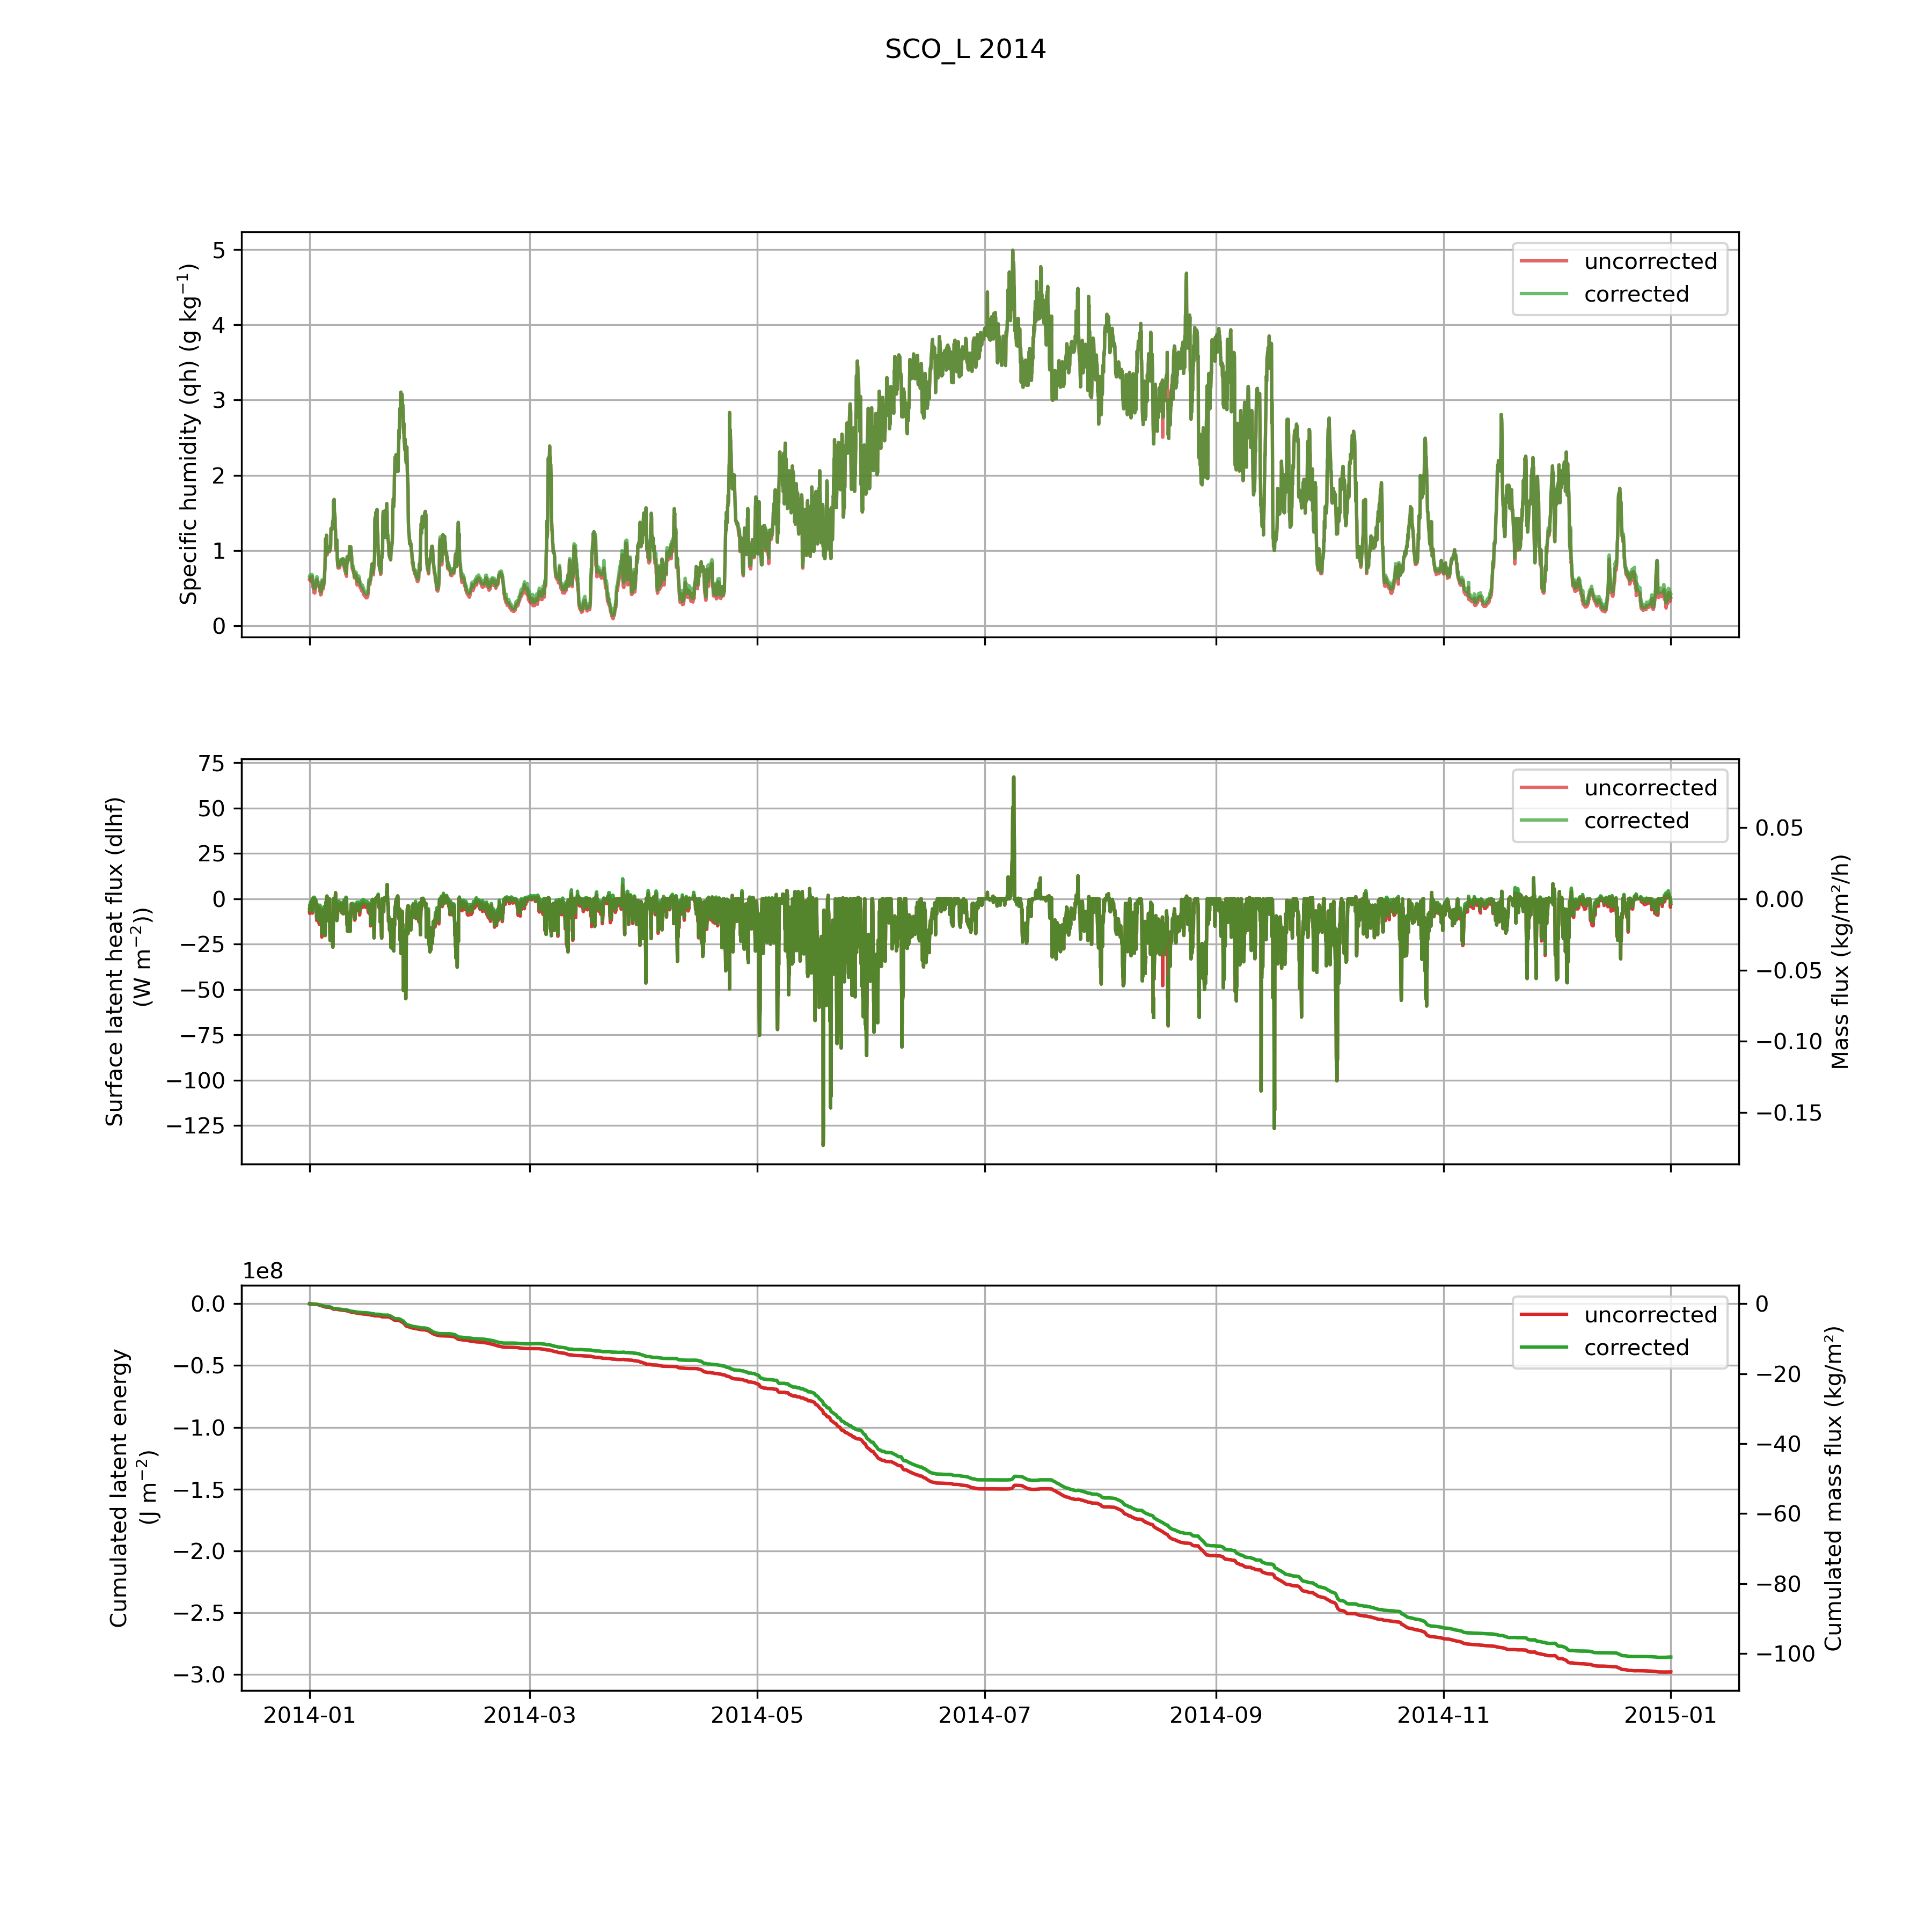 SCO_L 2014
Specific humidity (qh) (g kg⁻¹)
5
4
3
2
1
0
uncorrected
corrected
Surface latent heat flux (dlhf)
(W m⁻²))
75
50
25
0
−25
−50
−75
−100
−125
uncorrected
corrected
0.05
0.00
−0.05
−0.10
−0.15
Mass flux (kg/m²/h)
1e8
Cumulated latent energy
(J m⁻²)
0.0
−0.5
−1.0
−1.5
−2.0
−2.5
−3.0
uncorrected
corrected
0
−20
−40
−60
−80
−100
Cumulated mass flux (kg/m²)
2014-01 2014-03 2014-05 2014-07 2014-09 2014-11 2015-01